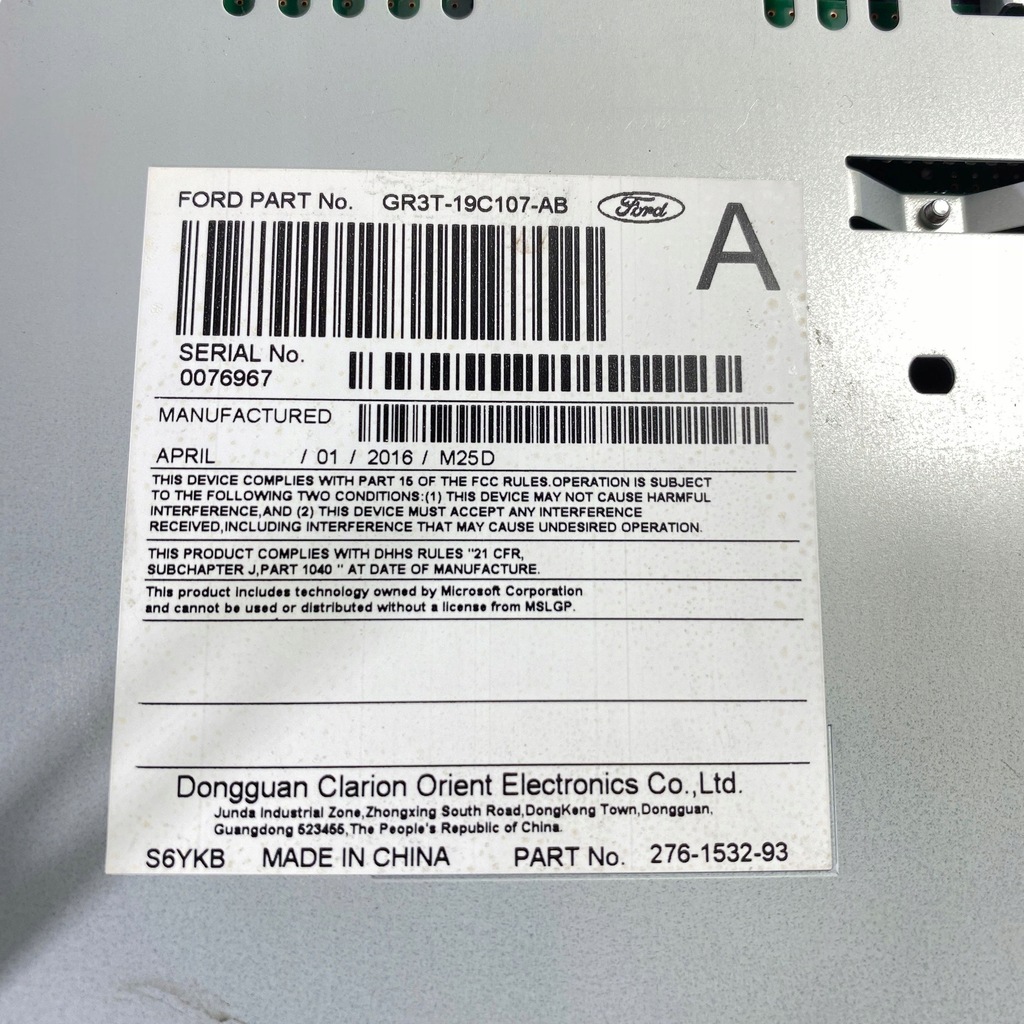 FORD PART No. GR3T-19C107-AB Ford A
SERIAL No.
0076967
MANUFACTURED
APRIL / 01 / 2016 / M25D
THIS DEVICE COMPLIES WITH PART 15 OF THE FCC RULES.OPERATION IS SUBJECT
TO THE FOLLOWING TWO CONDITIONS:(1) THIS DEVICE MAY NOT CAUSE HARMFUL
INTERFERENCE,AND (2) THIS DEVICE MUST ACCEPT ANY INTERFERENCE
RECEIVED,INCLUDING INTERFERENCE THAT MAY CAUSE UNDESIRED OPERATION.
THIS PRODUCT COMPLIES WITH DHHS RULES "21 CFR,
SUBCHAPTER J,PART 1040 " AT DATE OF MANUFACTURE.
This product includes technology owned by Microsoft Corporation
and cannot be used or distributed without a license from MSLGP.
Dongguan Clarion Orient Electronics Co.,Ltd.
Junda Industrial Zone,Zhongxing South Road,DongKeng Town,Dongguan,
Guangdong 523455,The People's Republic of China.
S6YKB MADE IN CHINA PART No. 276-1532-93